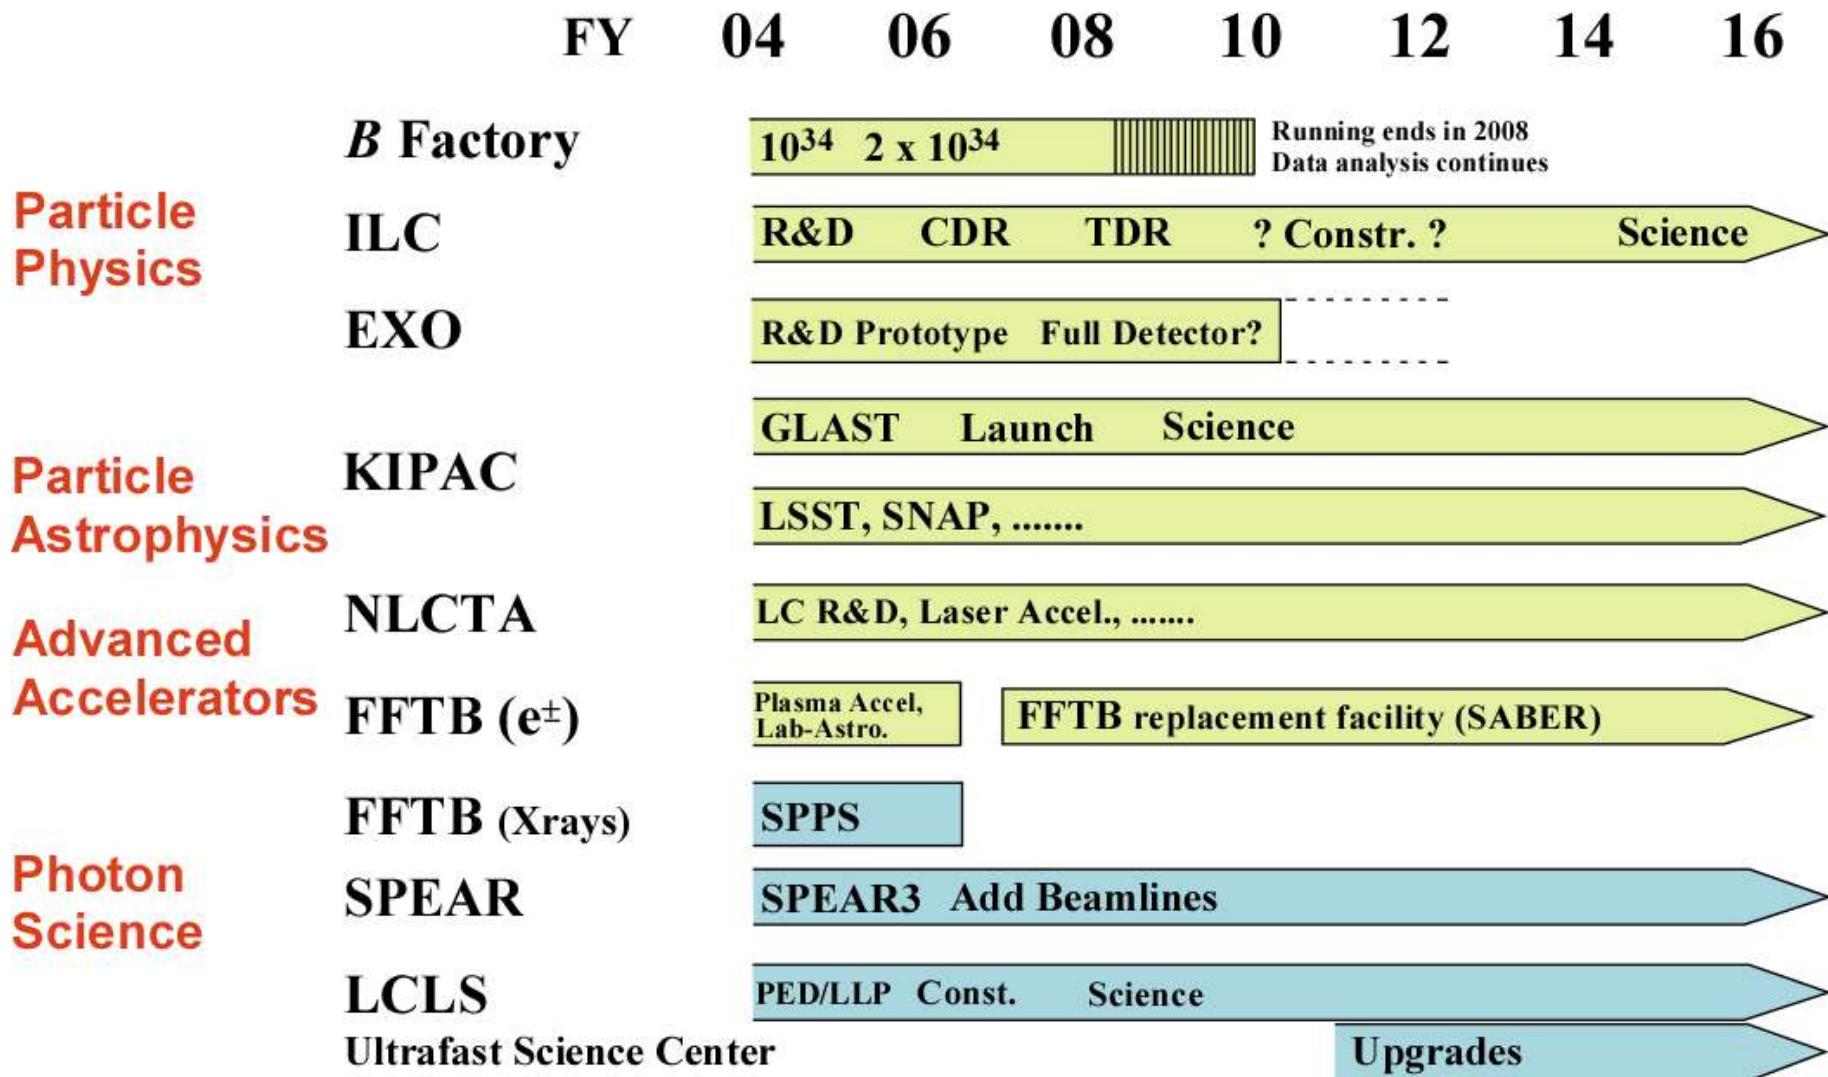 FY 04 06 08 10 12 14 16
B Factory
10³⁴ 2 x 10³⁴
Running ends in 2008
Data analysis continues
Particle
Physics
ILC
R&D CDR TDR ? Constr. ? Science
EXO
R&D Prototype Full Detector?
Particle
Astrophysics
KIPAC
GLAST Launch Science
LSST, SNAP, .......
Advanced
Accelerators
NLCTA
LC R&D, Laser Accel., .......
FFTB (e±)
Plasma Accel,
Lab-Astro.
FFTB replacement facility (SABER)
Photon
Science
FFTB (Xrays)
SPPS
SPEAR
SPEAR3 Add Beamlines
LCLS
PED/LLP Const. Science
Ultrafast Science Center
Upgrades